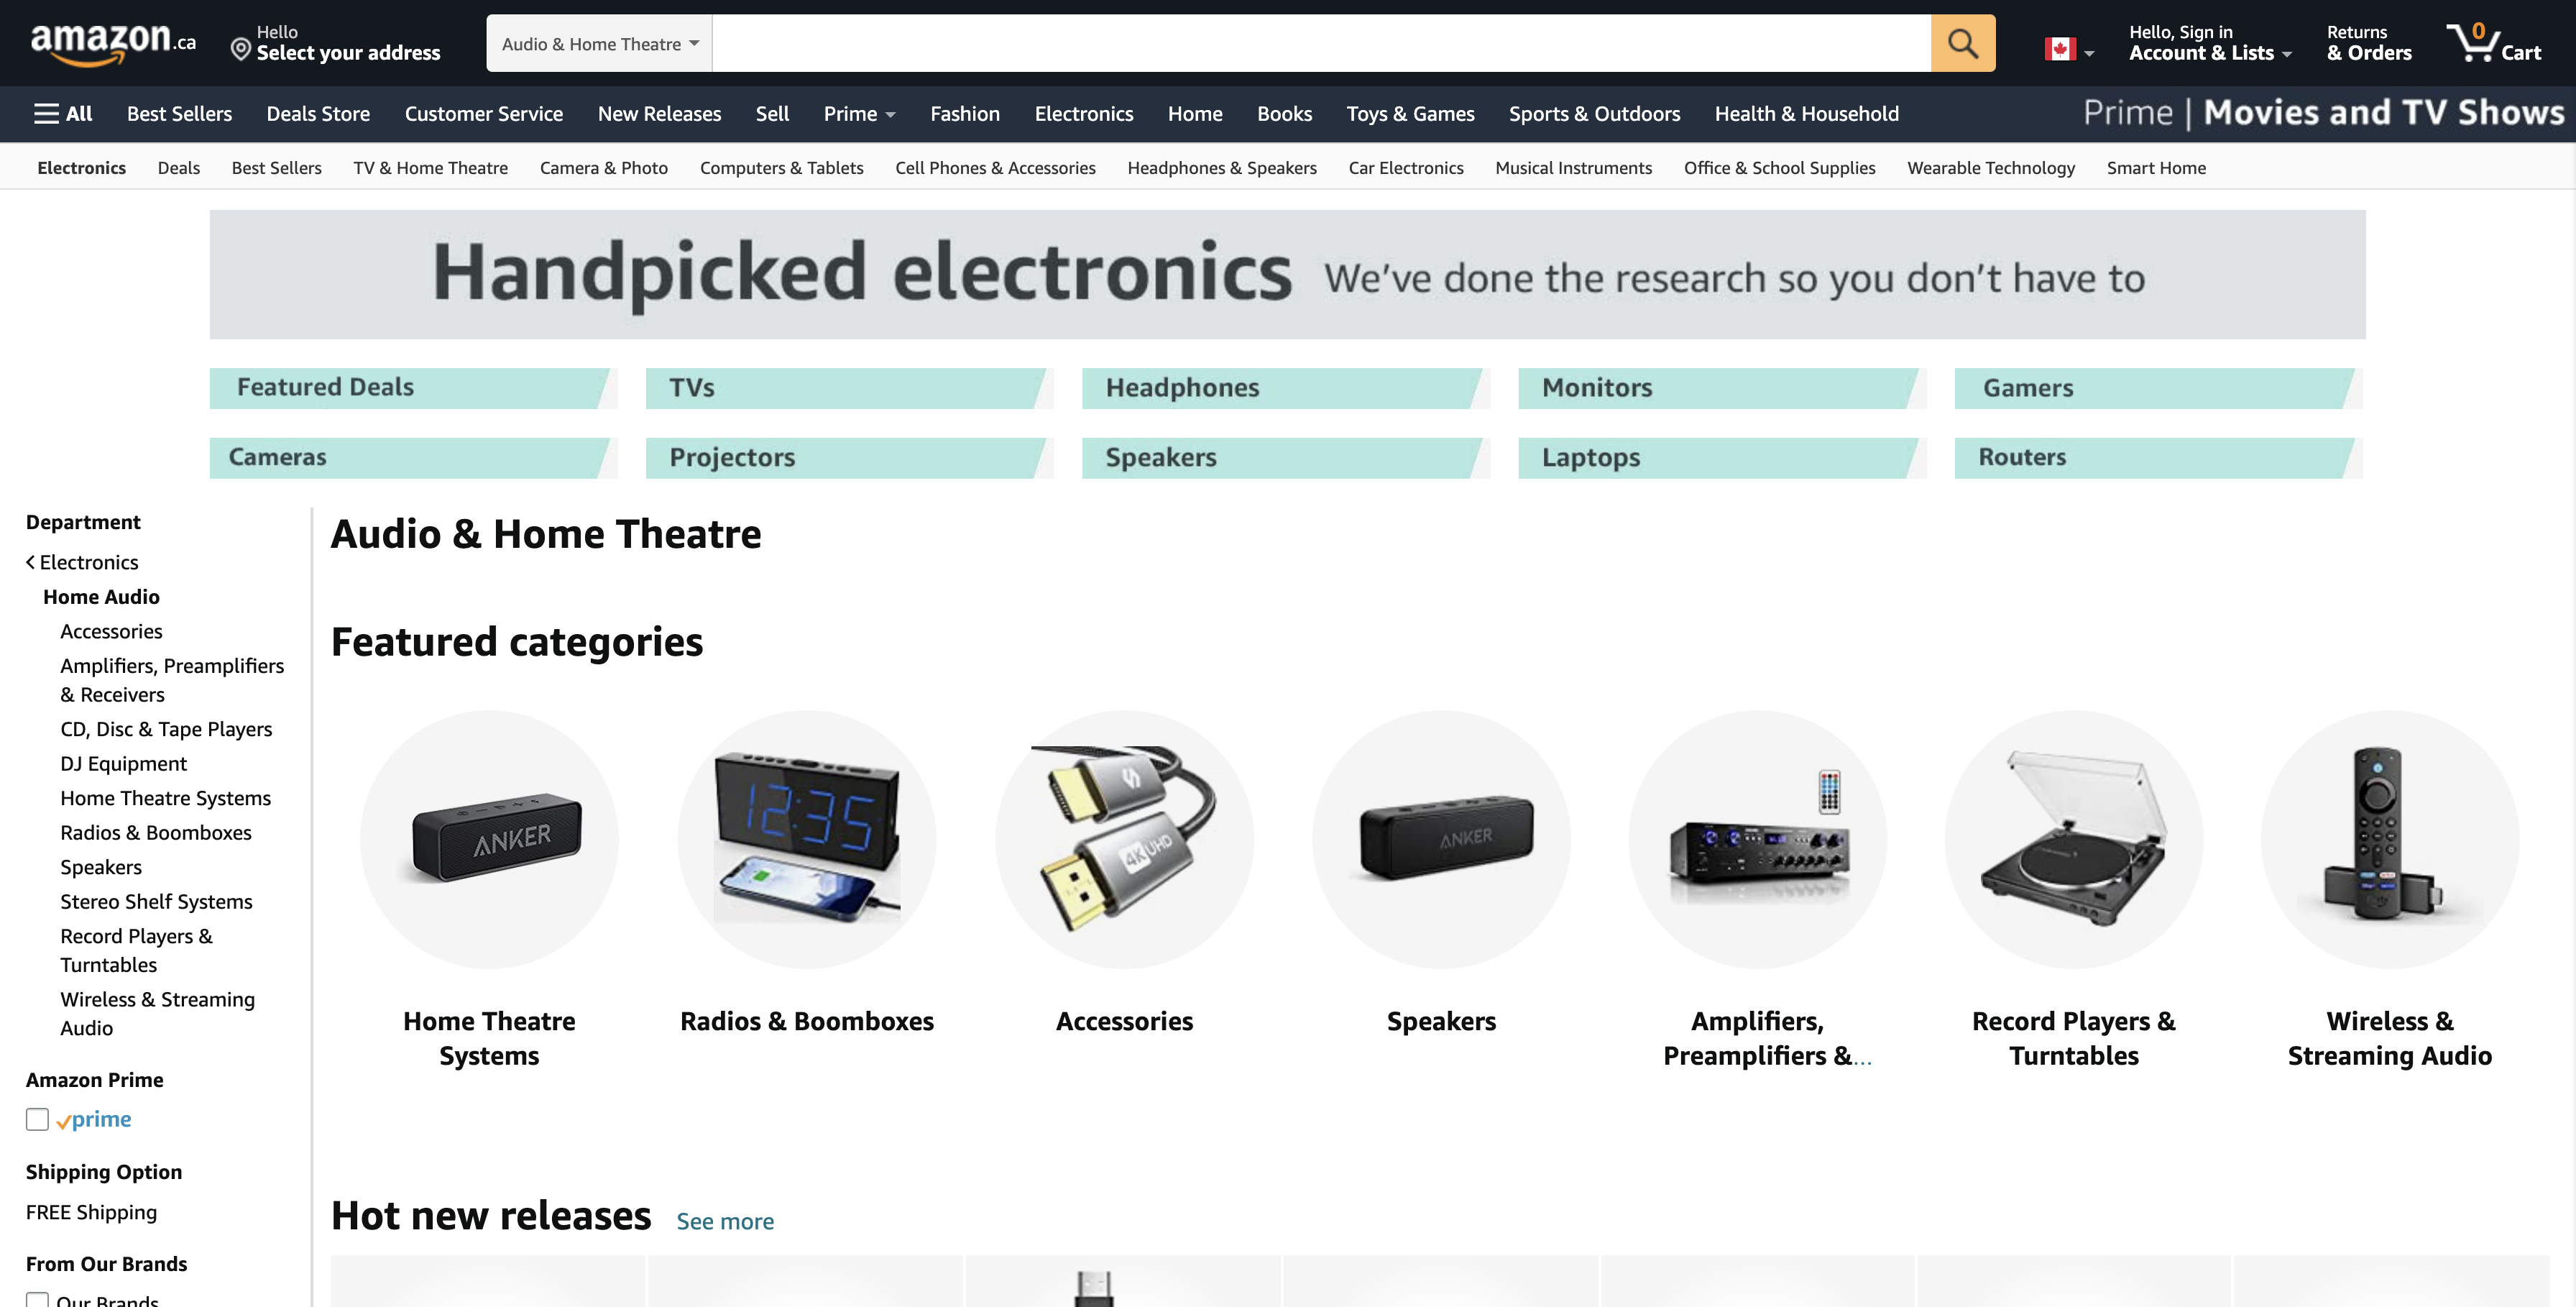 amazon.ca
Hello
Select your address
Audio & Home Theatre
Hello, Sign in
Account & Lists
Returns
& Orders
0
Cart
All
Best Sellers
Deals Store
Customer Service
New Releases
Sell
Prime
Fashion
Electronics
Home
Books
Toys & Games
Sports & Outdoors
Health & Household
Prime | Movies and TV Shows
Electronics
Deals
Best Sellers
TV & Home Theatre
Camera & Photo
Computers & Tablets
Cell Phones & Accessories
Headphones & Speakers
Car Electronics
Musical Instruments
Office & School Supplies
Wearable Technology
Smart Home
Handpicked electronics We've done the research so you don't have to
Featured Deals
TVs
Headphones
Monitors
Gamers
Cameras
Projectors
Speakers
Laptops
Routers
Department
Electronics
Home Audio
Accessories
Amplifiers, Preamplifiers
& Receivers
CD, Disc & Tape Players
DJ Equipment
Home Theatre Systems
Radios & Boomboxes
Speakers
Stereo Shelf Systems
Record Players &
Turntables
Wireless & Streaming
Audio
Amazon Prime
prime
Shipping Option
FREE Shipping
From Our Brands
Our Brands
Audio & Home Theatre
Featured categories
ANKER
12:35
4K UHD
ANKER
Home Theatre
Systems
Radios & Boomboxes
Accessories
Speakers
Amplifiers,
Preamplifiers &...
Record Players &
Turntables
Wireless &
Streaming Audio
Hot new releases
See more